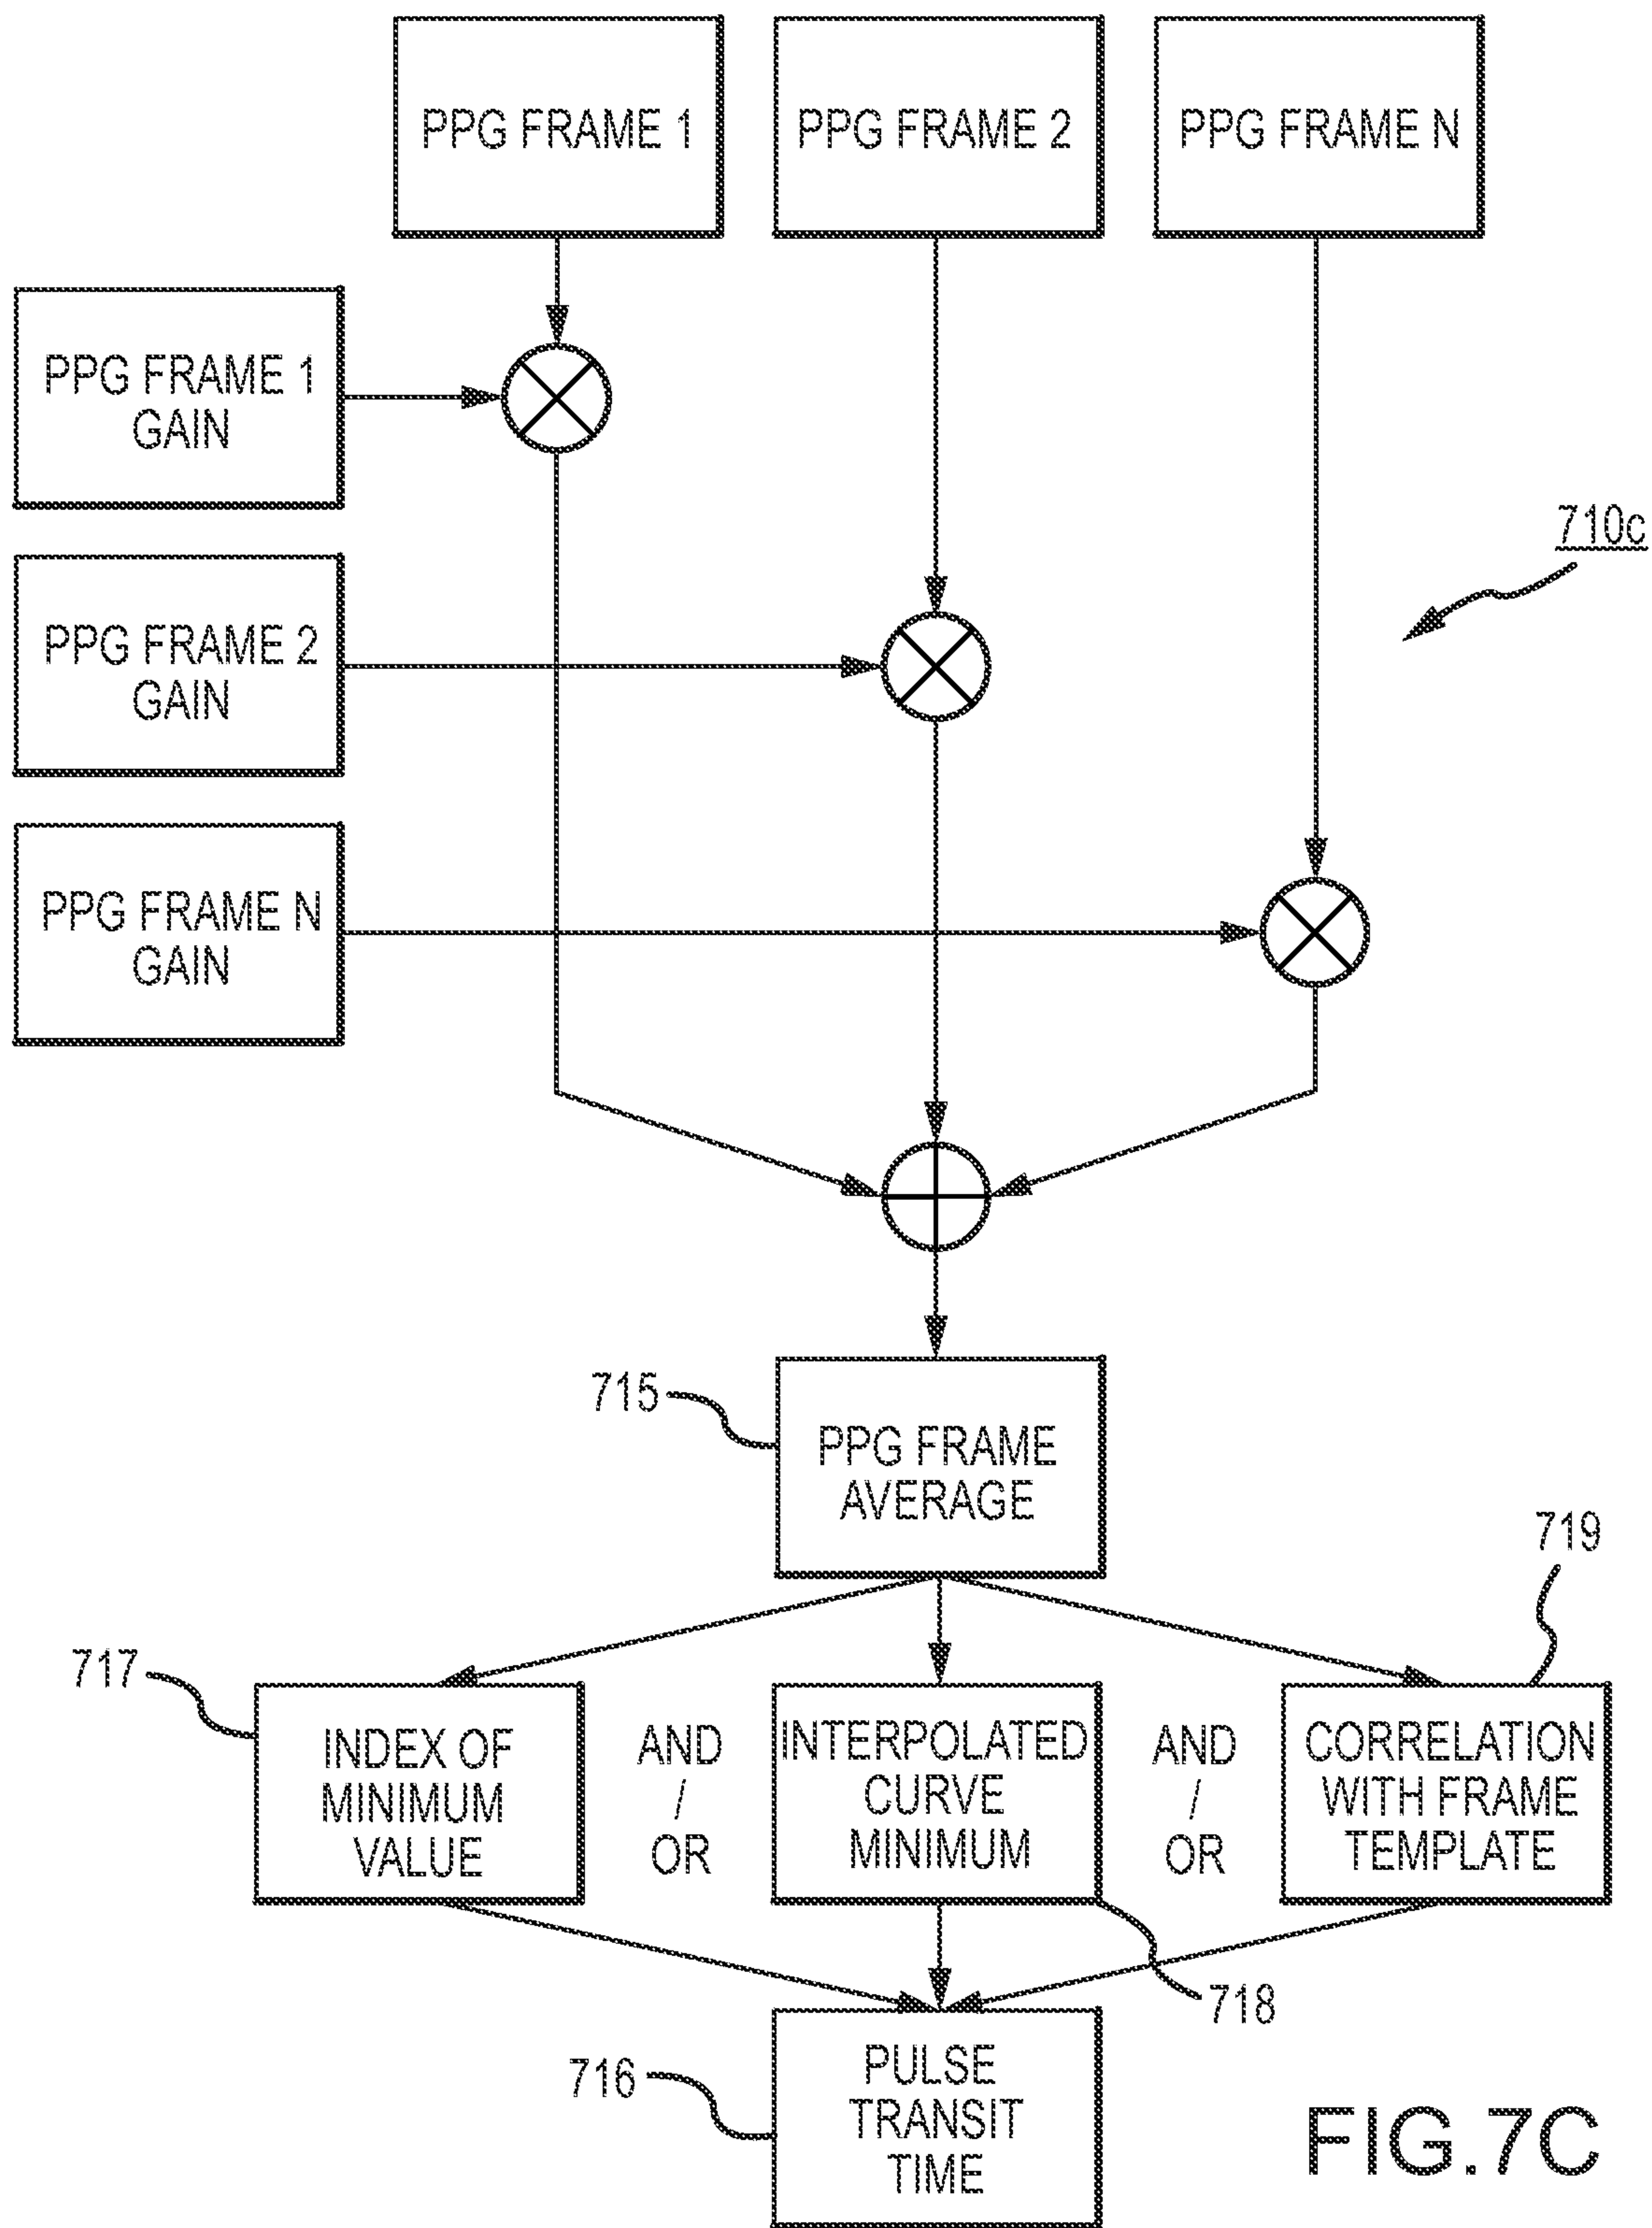 PPG FRAME 1
PPG FRAME 2
PPG FRAME N
PPG FRAME 1
GAIN
710c
PPG FRAME 2
GAIN
PPG FRAME N
GAIN
715
PPG FRAME
AVERAGE
719
717
INDEX OF
MINIMUM
VALUE
AND
/
OR
INTERPOLATED
CURVE
MINIMUM
AND
/
OR
CORRELATION
WITH FRAME
TEMPLATE
718
716
PULSE
TRANSIT
TIME
FIG.7C